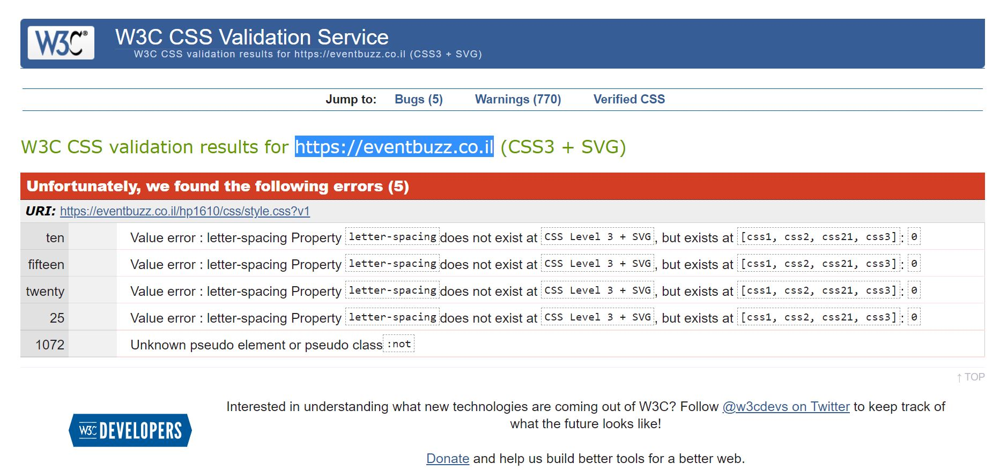 W3C®
W3C CSS Validation Service
W3C CSS validation results for https://eventbuzz.co.il (CSS3 + SVG)
Jump to: Bugs (5) Warnings (770) Verified CSS
W3C CSS validation results for https://eventbuzz.co.il (CSS3 + SVG)
Unfortunately, we found the following errors (5)
URI: https://eventbuzz.co.il/hp1610/css/style.css?v1
ten Value error : letter-spacing Property letter-spacing does not exist at CSS Level 3 + SVG, but exists at [css1, css2, css21, css3]: 0
fifteen Value error : letter-spacing Property letter-spacing does not exist at CSS Level 3 + SVG, but exists at [css1, css2, css21, css3]: 0
twenty Value error : letter-spacing Property letter-spacing does not exist at CSS Level 3 + SVG, but exists at [css1, css2, css21, css3]: 0
25 Value error : letter-spacing Property letter-spacing does not exist at CSS Level 3 + SVG, but exists at [css1, css2, css21, css3]: 0
1072 Unknown pseudo element or pseudo class :not
↑ TOP
Interested in understanding what new technologies are coming out of W3C? Follow @w3cdevs on Twitter to keep track of
what the future looks like!
W3C DEVELOPERS
Donate and help us build better tools for a better web.